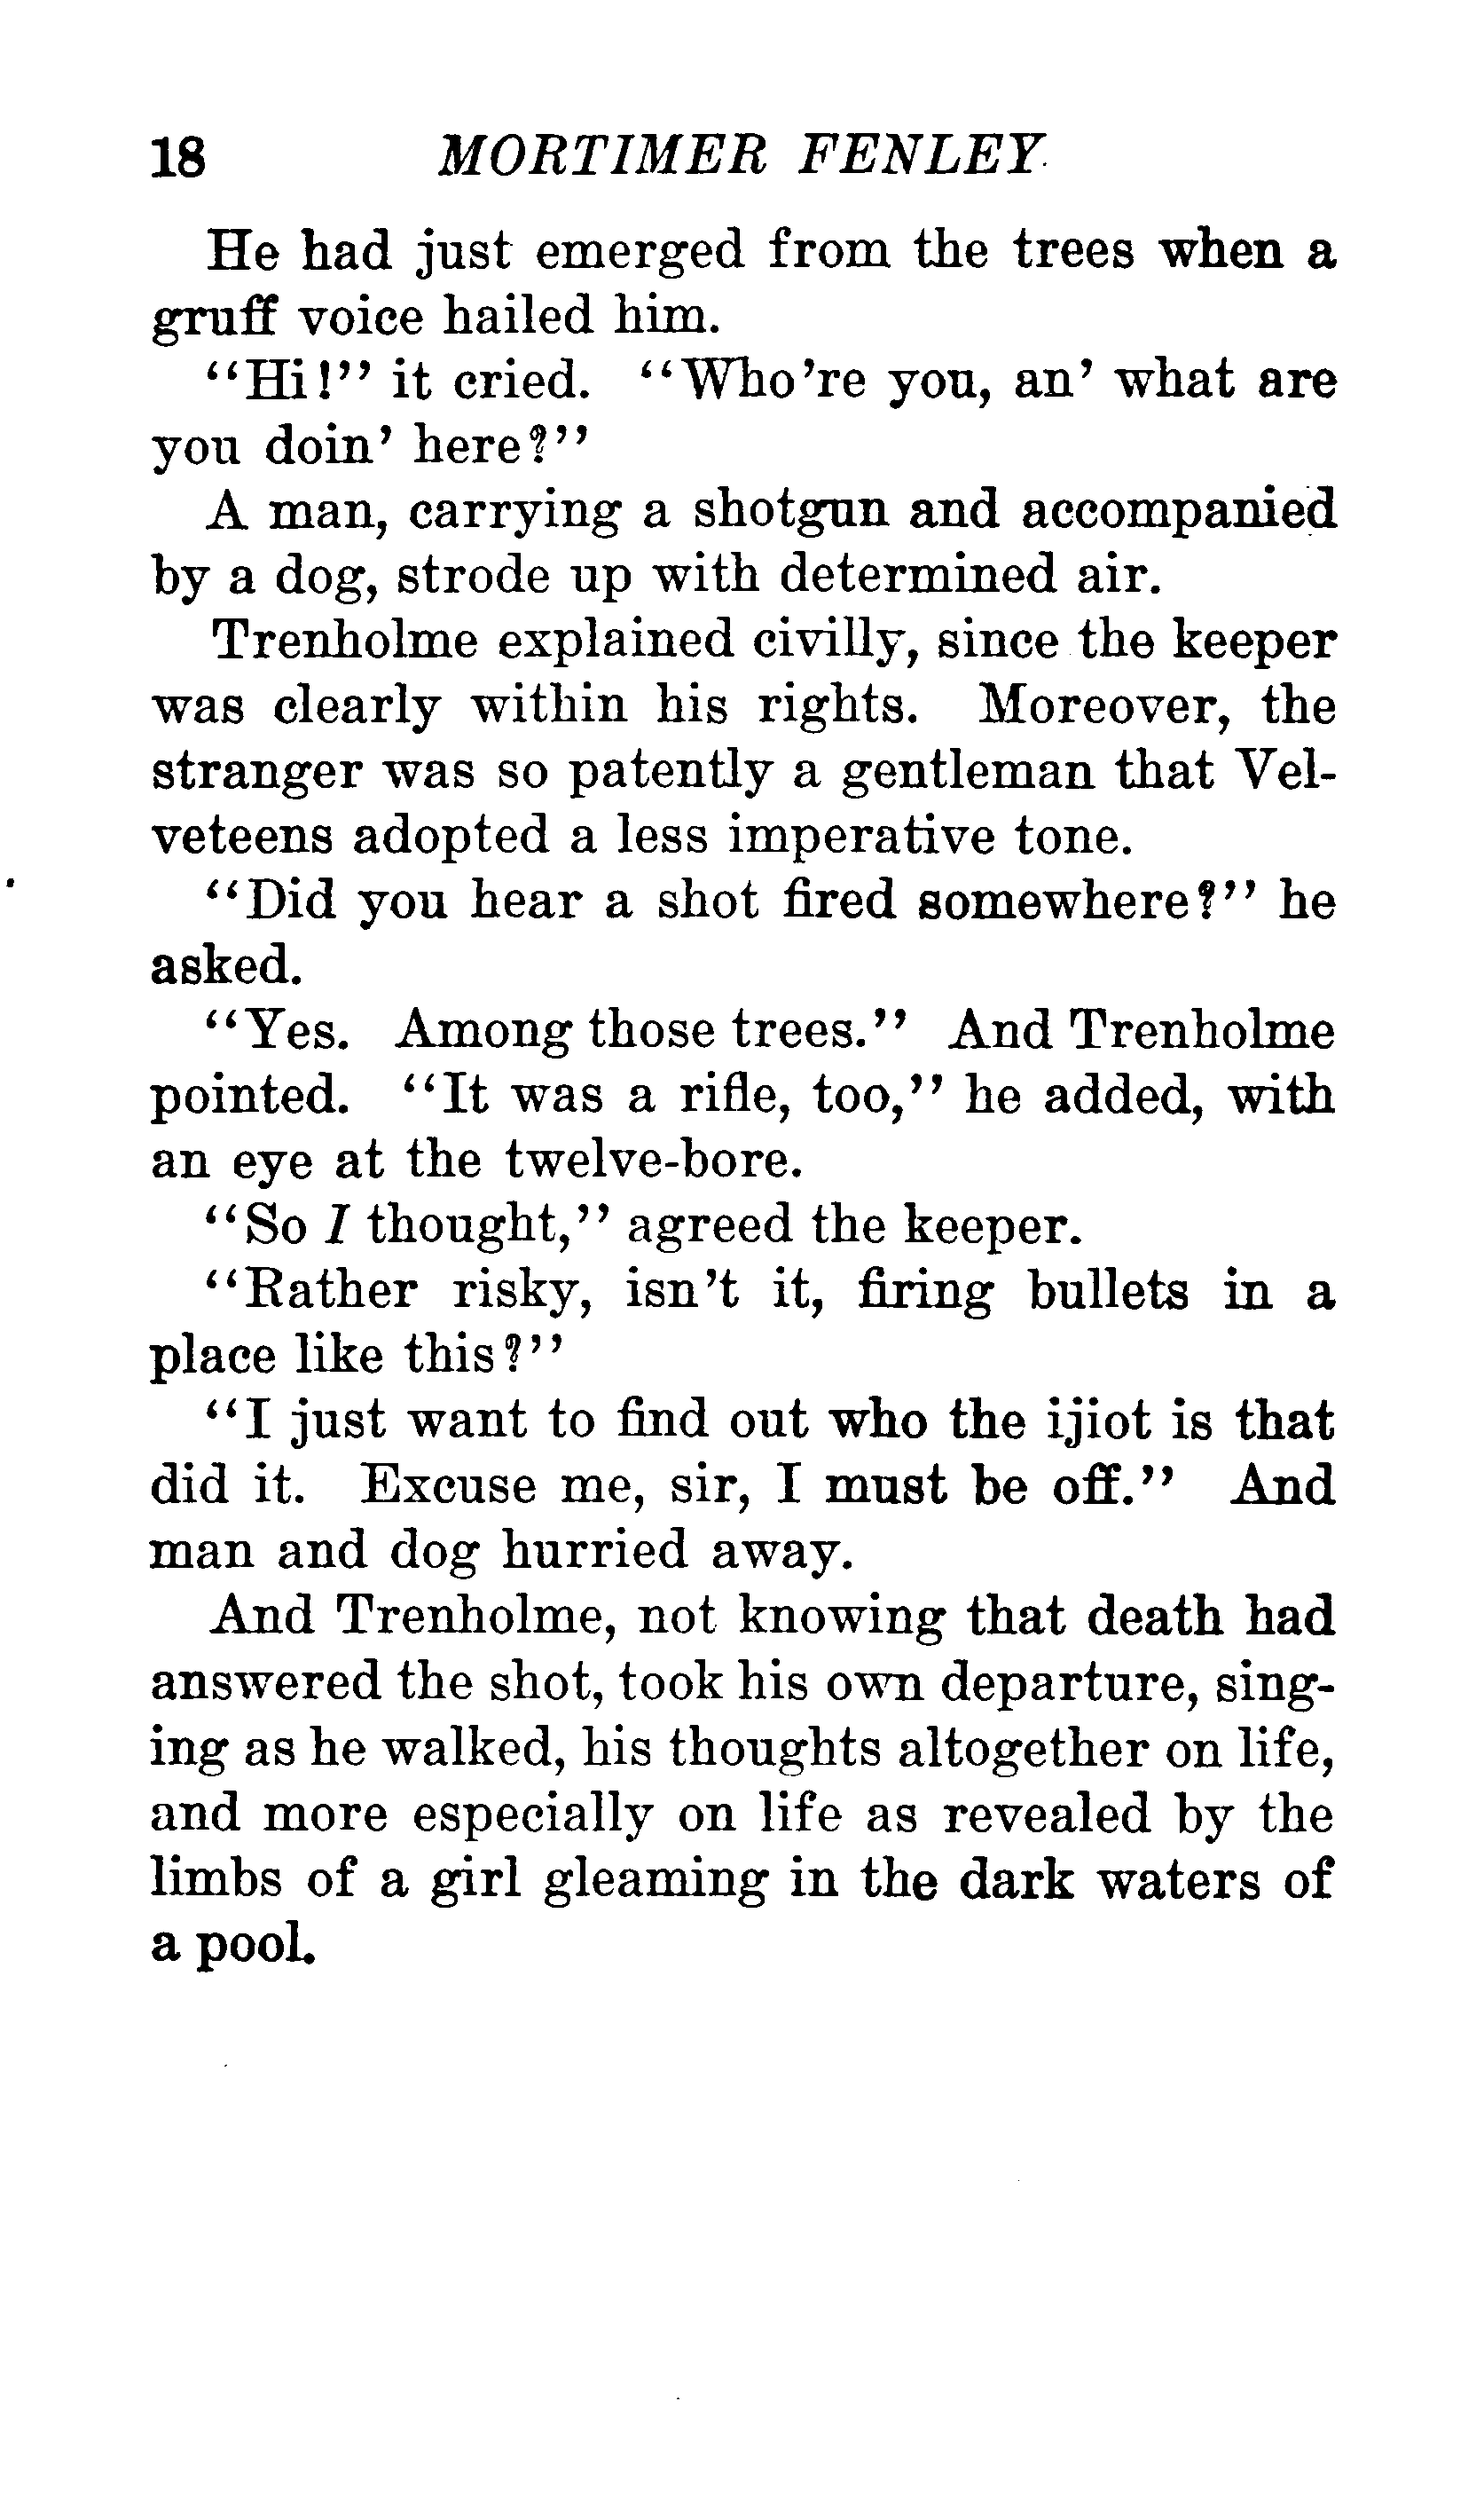 18 MORTIMER FENLEY
He had just emerged from the trees when a
gruff voice hailed him.
"Hi!" it cried. "Who're you, an' what are
you doin' here?"
A man, carrying a shotgun and accompanied
by a dog, strode up with determined air.
Trenholme explained civilly, since the keeper
was clearly within his rights. Moreover, the
stranger was so patently a gentleman that Vel-
veteens adopted a less imperative tone.
"Did you hear a shot fired somewhere?" he
asked.
"Yes. Among those trees." And Trenholme
pointed. "It was a rifle, too," he added, with
an eye at the twelve-bore.
"So I thought," agreed the keeper.
"Rather risky, isn't it, firing bullets in a
place like this?"
"I just want to find out who the ijiot is that
did it. Excuse me, sir, I must be off." And
man and dog hurried away.
And Trenholme, not knowing that death had
answered the shot, took his own departure, sing-
ing as he walked, his thoughts altogether on life,
and more especially on life as revealed by the
limbs of a girl gleaming in the dark waters of
a pool.